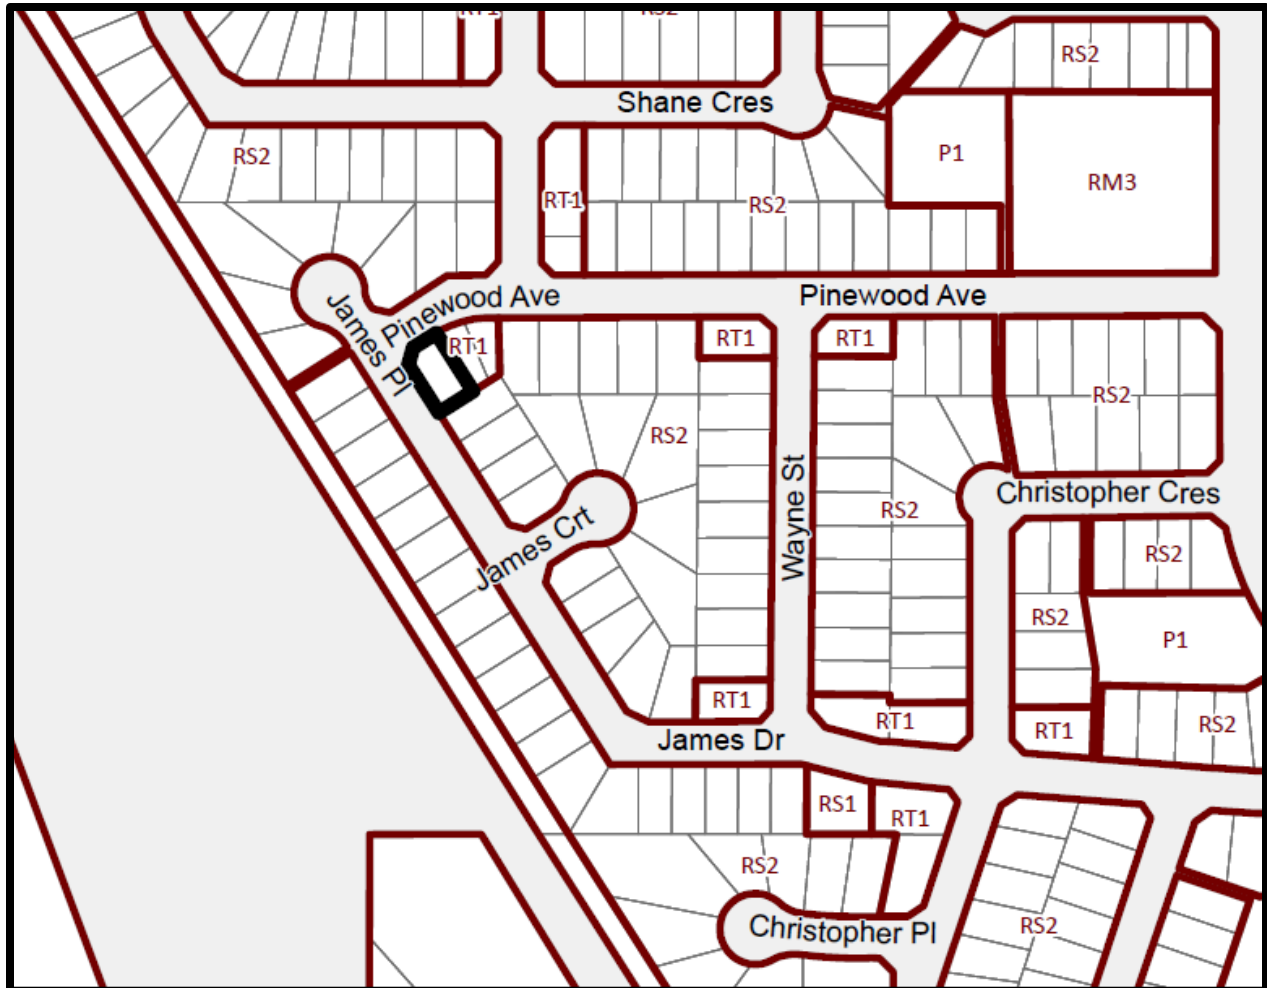 RT1
RS2
RS2
Shane Cres
RS2
P1
RM3
RT1
RS2
Pinewood Ave
Pinewood Ave
James Pl
RT1
RT1
RT1
RS2
RS2
Wayne St
Christopher Cres
RS2
James Crt
RS2
RS2
P1
RT1
RT1
RT1
RS2
James Dr
RS1
RT1
RS2
Christopher Pl
RS2